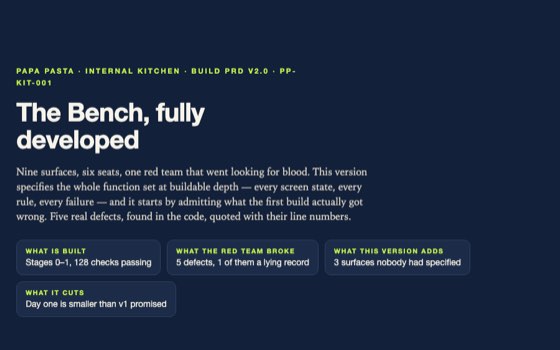 PAPA PASTA · INTERNAL KITCHEN · BUILD PRD V2.0 · PP-
KIT-001
The Bench, fully
developed
Nine surfaces, six seats, one red team that went looking for blood. This version
specifies the whole function set at buildable depth — every screen state, every
rule, every failure — and it starts by admitting what the first build actually got
wrong. Five real defects, found in the code, quoted with their line numbers.
WHAT IS BUILT
Stages 0–1, 128 checks passing
WHAT THE RED TEAM BROKE
5 defects, 1 of them a lying record
WHAT THIS VERSION ADDS
3 surfaces nobody had specified
WHAT IT CUTS
Day one is smaller than v1 promised